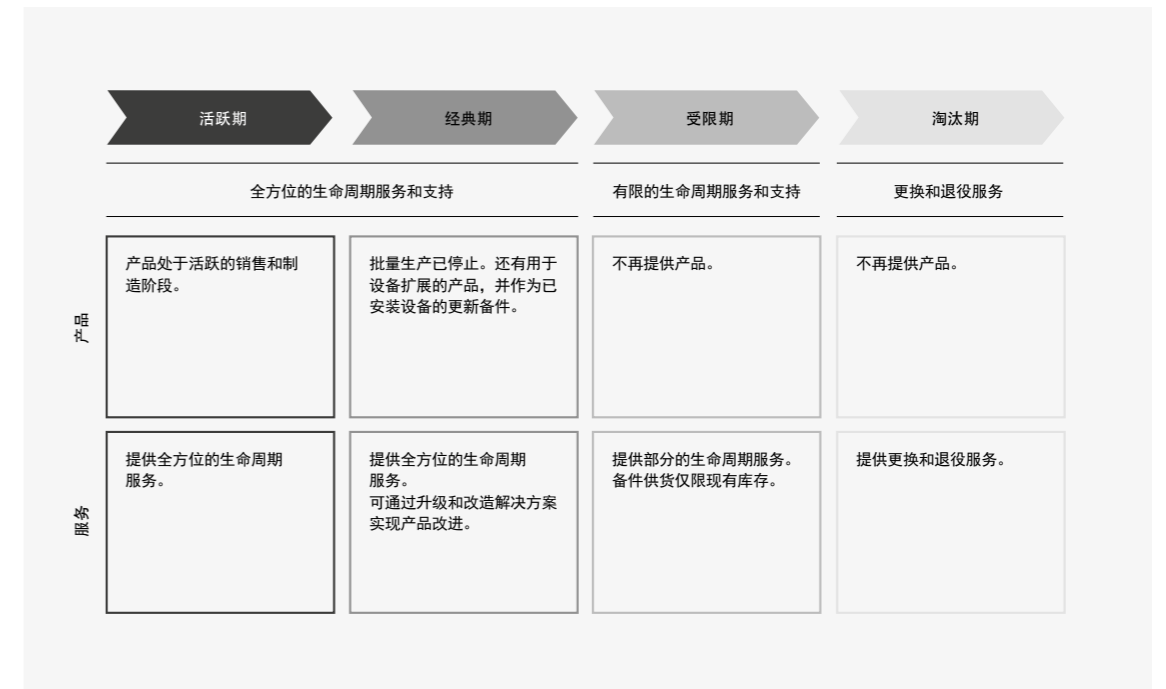 活跃期
经典期
受限期
淘汰期
全方位的生命周期服务和支持
有限的生命周期服务和支持
更换和退役服务
产品
产品处于活跃的销售和制
造阶段。
批量生产已停止。还有用于
设备扩展的产品，并作为已
安装设备的更新备件。
不再提供产品。
不再提供产品。
服务
提供全方位的生命周期
服务。
提供全方位的生命周期
服务。
可通过升级和改造解决方案
实现产品改进。
提供部分的生命周期服务。
备件供货仅限现有库存。
提供更换和退役服务。